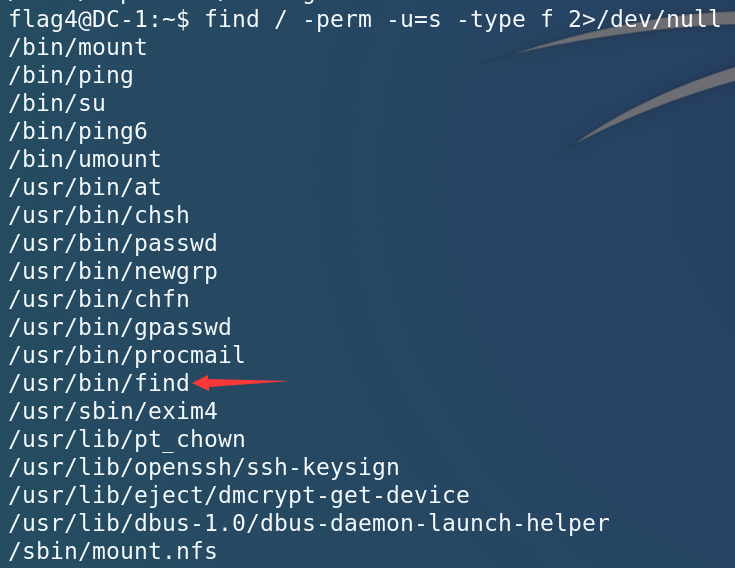 flag4@DC-1:~$ find / -perm -u=s -type f 2>/dev/null
/bin/mount
/bin/ping
/bin/su
/bin/ping6
/bin/umount
/usr/bin/at
/usr/bin/chsh
/usr/bin/passwd
/usr/bin/newgrp
/usr/bin/chfn
/usr/bin/gpasswd
/usr/bin/procmail
/usr/bin/find
/usr/sbin/exim4
/usr/lib/pt_chown
/usr/lib/openssh/ssh-keysign
/usr/lib/eject/dmcrypt-get-device
/usr/lib/dbus-1.0/dbus-daemon-launch-helper
/sbin/mount.nfs